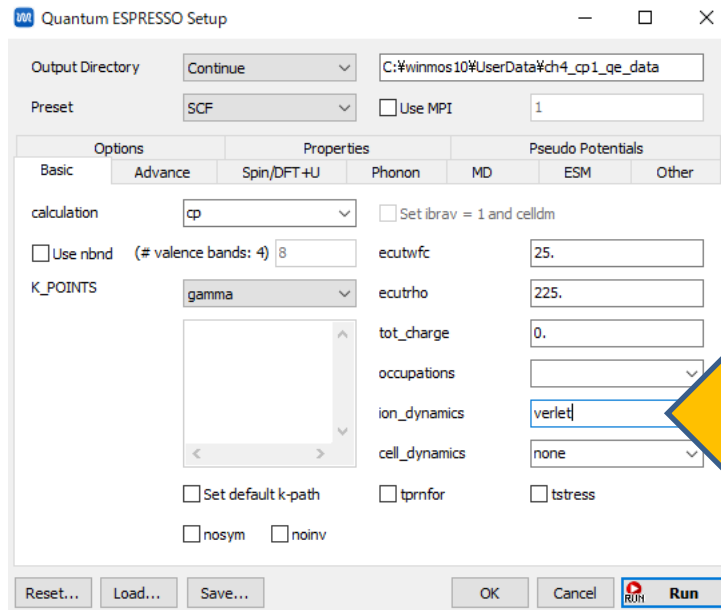 Quantum ESPRESSO Setup
Output Directory Continue C:¥winmos10¥UserData¥ch4_cp1_qe_data
Preset SCF Use MPI 1
Options Properties Pseudo Potentials
Basic Advance Spin/DFT+U Phonon MD ESM Other
calculation cp Set ibrav = 1 and celldm
Use nbnd (# valence bands: 4) 8 ecutwfc 25.
K_POINTS gamma ecutrho 225.
tot_charge 0.
occupations
ion_dynamics verlet
cell_dynamics none
Set default k-path tprnfor tstress
nosym noinv
Reset... Load... Save... OK Cancel RUN Run